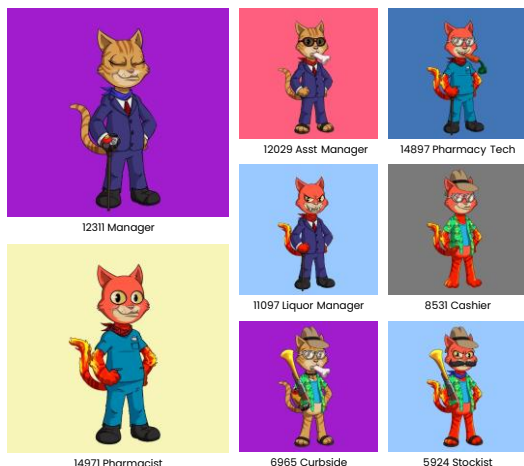 12311 Manager
12029 Asst Manager
14897 Pharmacy Tech
11097 Liquor Manager
8531 Cashier
14971 Pharmacist
6965 Curbside
5924 Stockist